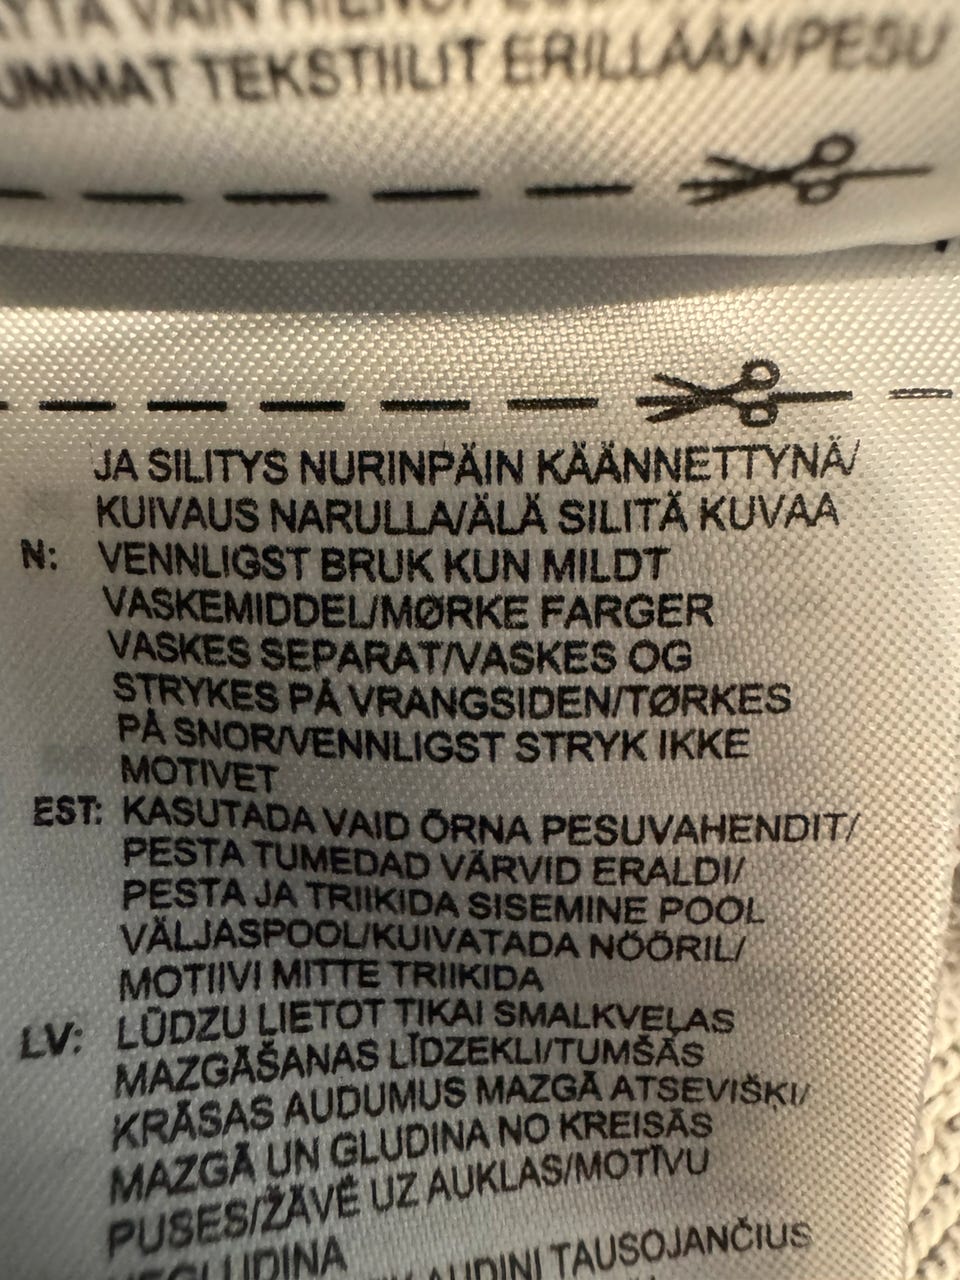 VAIN
TEKSTIILIT ERILLÄÄN/PESU
JA SILITYS NURINPÄIN KÄÄNNETTYNÄ/
KUIVAUS NARULLA/ÄLÄ SILITÄ KUVAA
N: VENNLIGST BRUK KUN MILDT
VASKEMIDDEL/MØRKE FARGER
VASKES SEPARAT/VASKES OG
STRYKES PÅ VRANGSIDEN/TØRKES
PÅ SNOR/VENNLIGST STRYK IKKE
MOTIVET
EST: KASUTADA VAID ÕRNA PESUVAHENDIT/
PESTA TUMEDAD VÄRVID ERALDI/
PESTA JA TRIIKIDA SISEMINE POOL
VÄLJASPOOL/KUIVATADA NÖÖRIL/
MOTIIVI MITTE TRIIKIDA
LV: LŪDZU LIETOT TIKAI SMALKVEĻAS
MAZGĀŠANAS LĪDZEKLI/TUMŠĀS
KRĀSAS AUDUMUS MAZGĀ ATSEVIŠĶI/
MAZGĀ UN GLUDINA NO KREISĀS
PUSES/ŽĀVĒ UZ AUKLAS/MOTĪVU
TAUSOJANČIUS